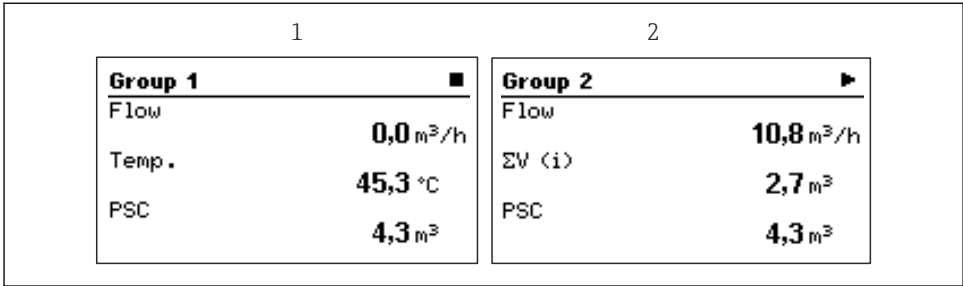 1
Group 1 ■
Flow
0,0 m³/h
Temp.
45,3 °C
PSC
4,3 m³
2
Group 2 ►
Flow
10,8 m³/h
ΣV (i)
2,7 m³
PSC
4,3 m³